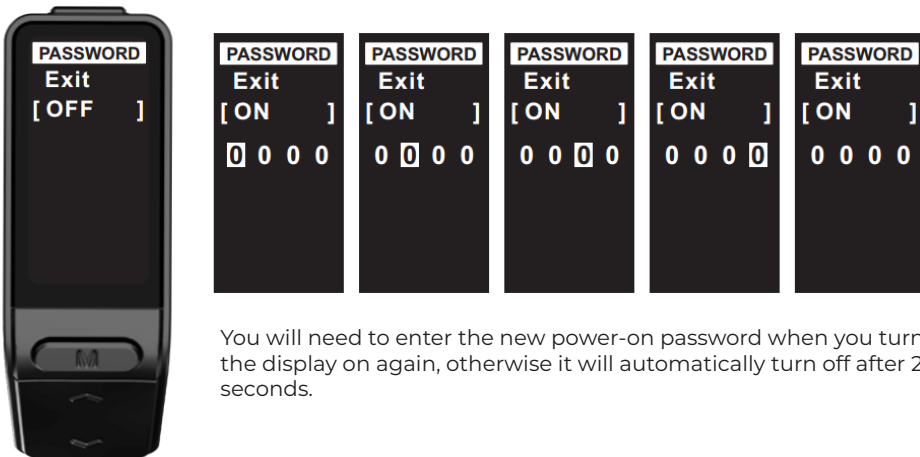 PASSWORD
Exit
[ OFF ]
M
PASSWORD
Exit
[ ON ]
0 0 0 0
PASSWORD
Exit
[ ON ]
0 0 0 0
PASSWORD
Exit
[ ON ]
0 0 0 0
PASSWORD
Exit
[ ON ]
0 0 0 0
PASSWORD
Exit
[ ON ]
0 0 0 0
You will need to enter the new power-on password when you turn
the display on again, otherwise it will automatically turn off after 2
seconds.